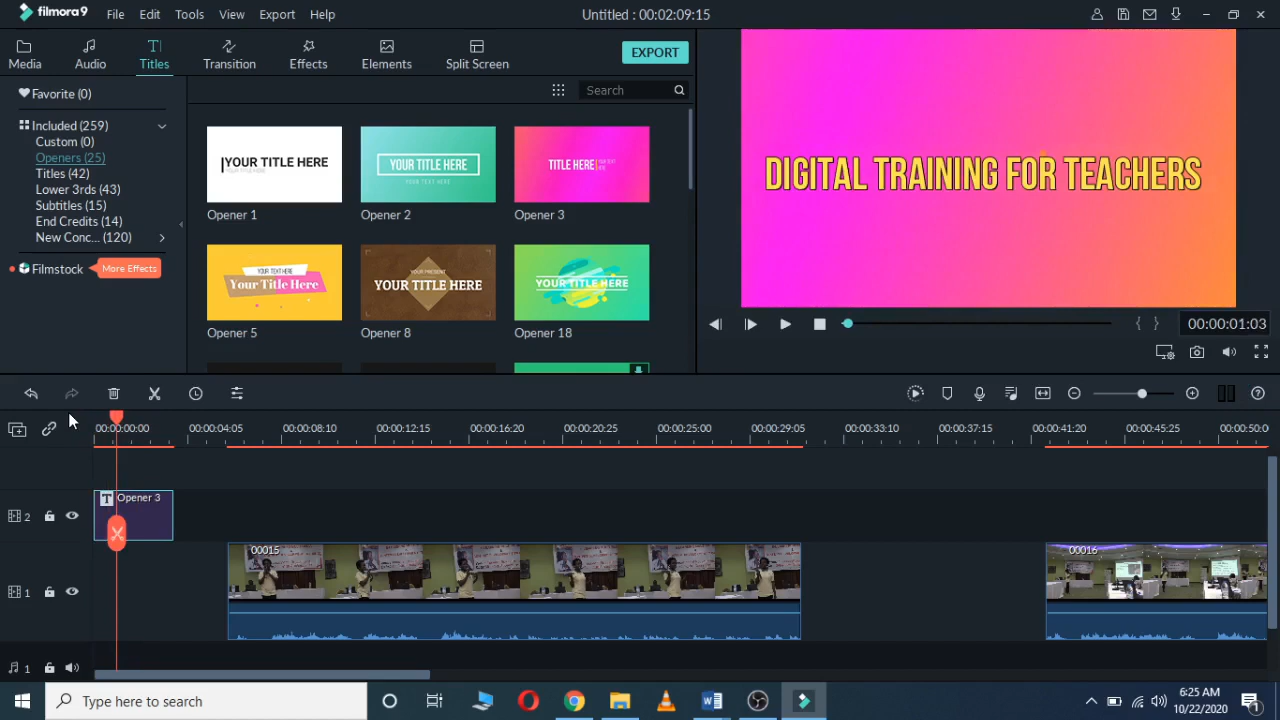 filmora9
File Edit Tools View Export Help
Untitled : 00:02:09:15
Media Audio Titles Transition Effects Elements Split Screen
EXPORT
Favorite (0)
Included (259)
Custom (0)
Openers (25)
Titles (42)
Lower 3rds (43)
Subtitles (15)
End Credits (14)
New Conc... (120)
Filmstock More Effects
Search
YOUR TITLE HERE
Opener 1
YOUR TITLE HERE
YOUR TEXT HERE
Opener 2
TITLE HERE
YOUR TEXT HERE
Opener 3
YOUR TEXT HERE
Your Title Here
Opener 5
YOUR PRESENT
YOUR TITLE HERE
Opener 8
YOUR TITLE HERE
Opener 18
DIGITAL TRAINING FOR TEACHERS
00:00:01:03
00:00:00:00 00:00:04:05 00:00:08:10 00:00:12:15 00:00:16:20 00:00:20:25 00:00:25:00 00:00:29:05 00:00:33:10 00:00:37:15 00:00:41:20 00:00:45:25 00:00:50:0
2
T Opener 3
1
00015
00016
1
Type here to search
6:25 AM
10/22/2020
1